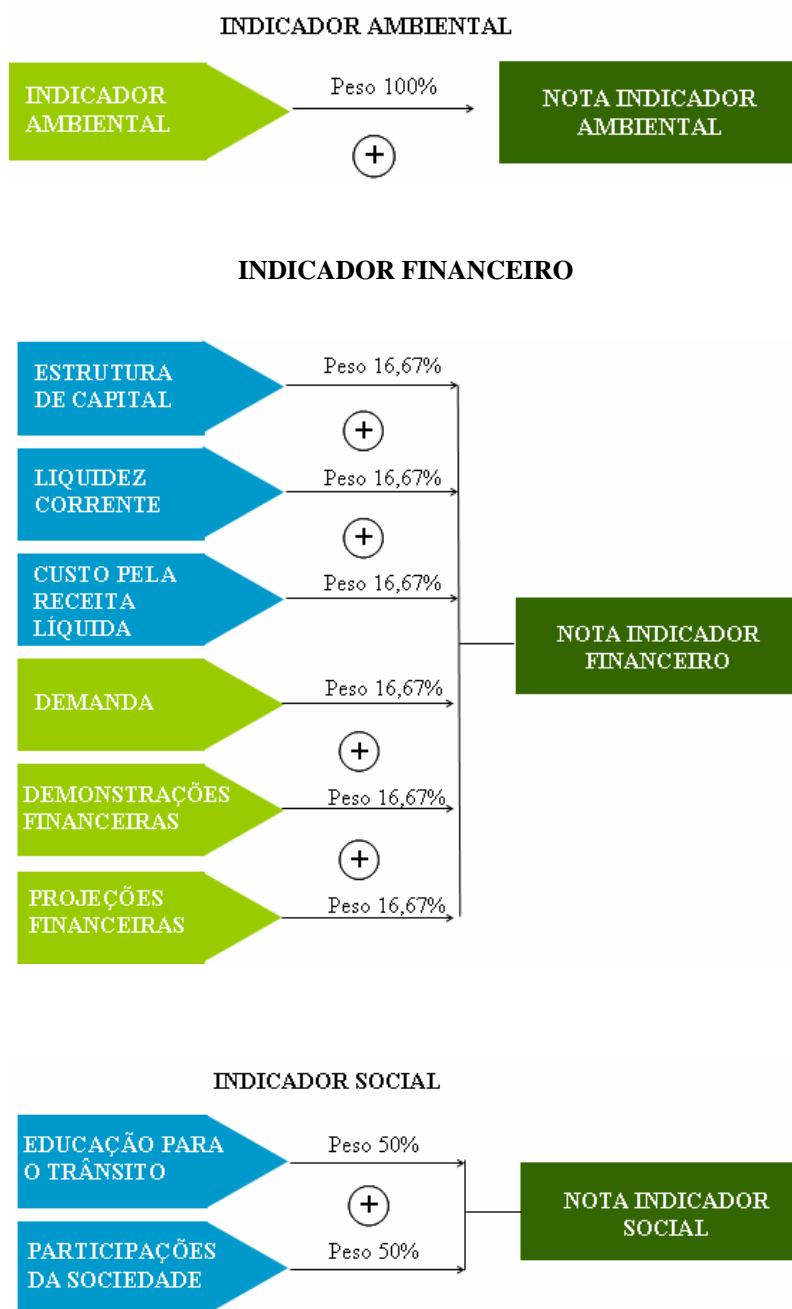 INDICADOR AMBIENTAL
INDICADOR
AMBIENTAL
Peso 100%
+
NOTA INDICADOR
AMBIENTAL
INDICADOR FINANCEIRO
ESTRUTURA
DE CAPITAL
Peso 16,67%
+
LIQUIDEZ
CORRENTE
Peso 16,67%
+
CUSTO PELA
RECEITA
LÍQUIDA
Peso 16,67%
NOTA INDICADOR
FINANCEIRO
DEMANDA
Peso 16,67%
+
DEMONSTRAÇÕES
FINANCEIRAS
Peso 16,67%
+
PROJEÇÕES
FINANCEIRAS
Peso 16,67%
INDICADOR SOCIAL
EDUCAÇÃO PARA
O TRÂNSITO
Peso 50%
+
NOTA INDICADOR
SOCIAL
PARTICIPAÇÕES
DA SOCIEDADE
Peso 50%